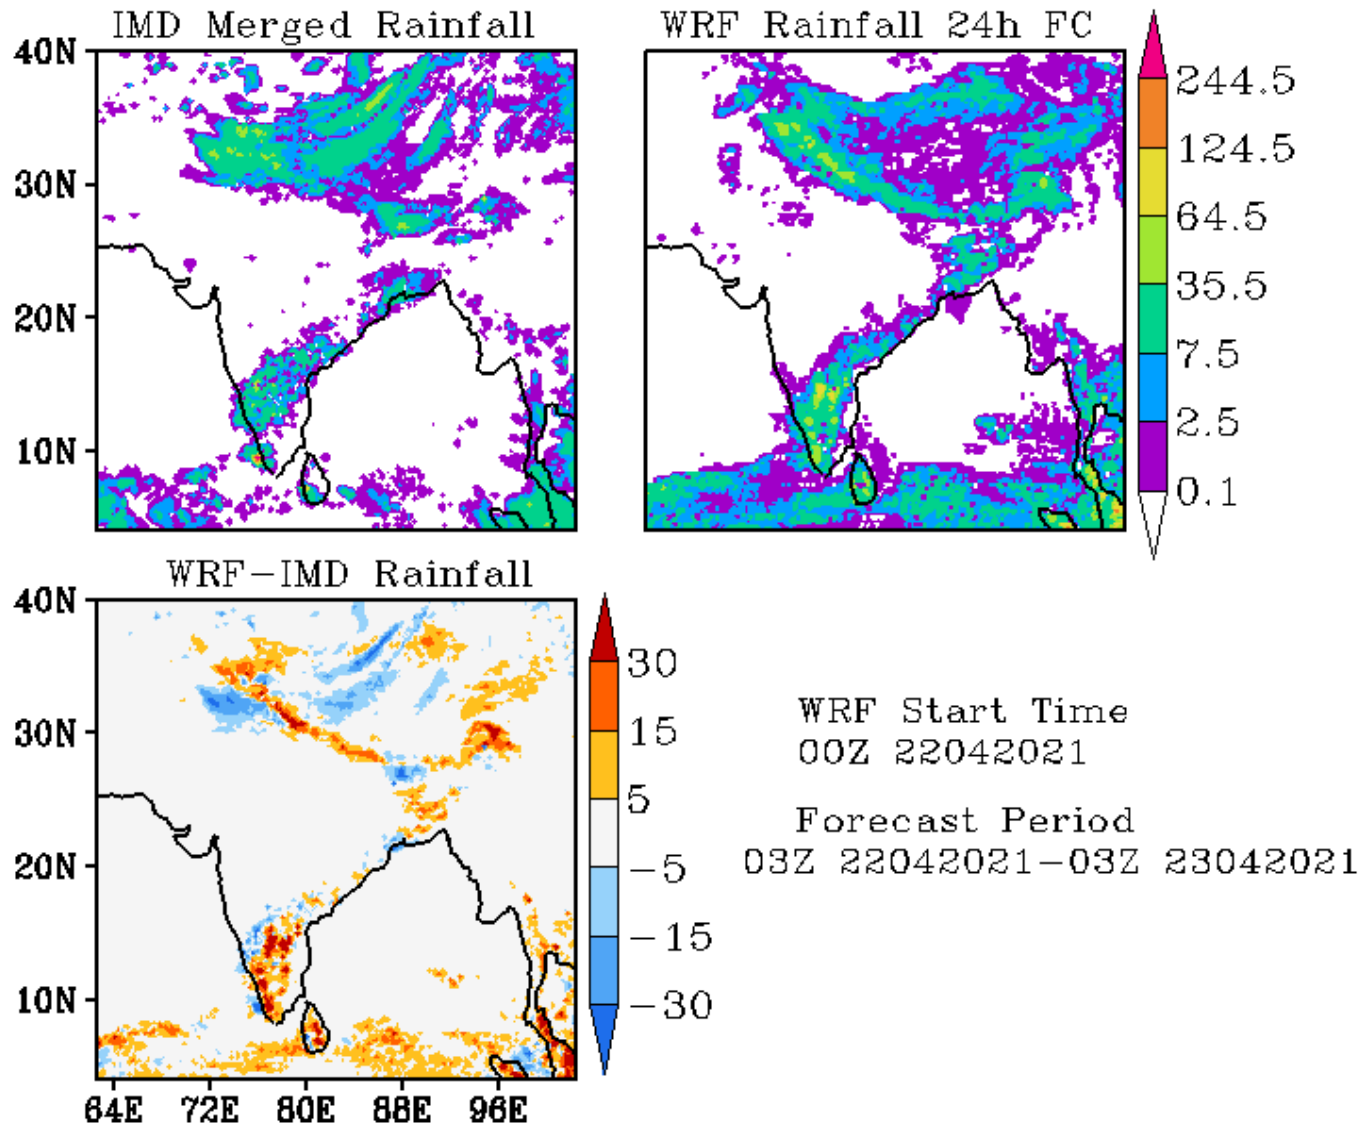 IMD Merged Rainfall
WRF Rainfall 24h FC
40N
30N
20N
10N
244.5
124.5
64.5
35.5
7.5
2.5
0.1
WRF-IMD Rainfall
40N
30N
20N
10N
64E 72E 80E 88E 96E
30
15
5
-5
-15
-30
WRF Start Time
00Z 22042021
Forecast Period
03Z 22042021-03Z 23042021